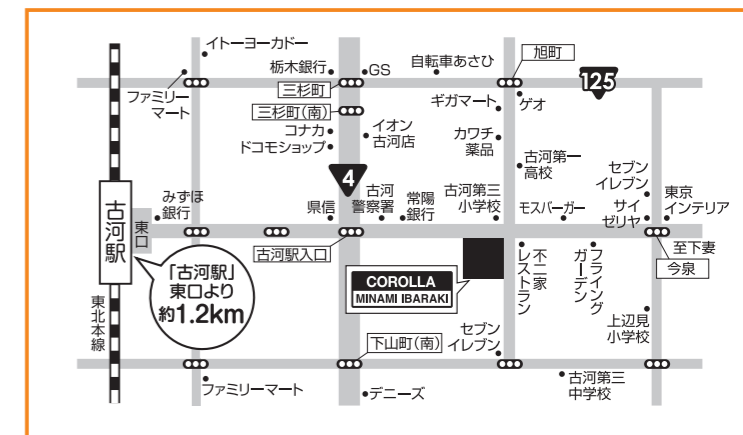 イトーヨーカドー
栃木銀行
GS
自転車あさひ
旭町
ファミリー
マート
三杉町
125
三杉町(南)
ギガマート
ゲオ
コナカ
ドコモショップ
イオン
古河店
カワチ
薬品
古河第一
高校
4
みずほ
銀行
県信
古河
警察署
常陽
銀行
古河第三
小学校
モスバーガー
セブン
イレブン
サイ
ゼリヤ
東京
インテリア
古河駅
東口
古河駅入口
至下妻
今泉
「古河駅」
東口より
約1.2km
COROLLA
MINAMI IBARAKI
不二家
レストラン
フライング
ガーデン
上辺見
小学校
東北本線
下山町(南)
セブン
イレブン
ファミリーマート
デニーズ
古河第三
中学校